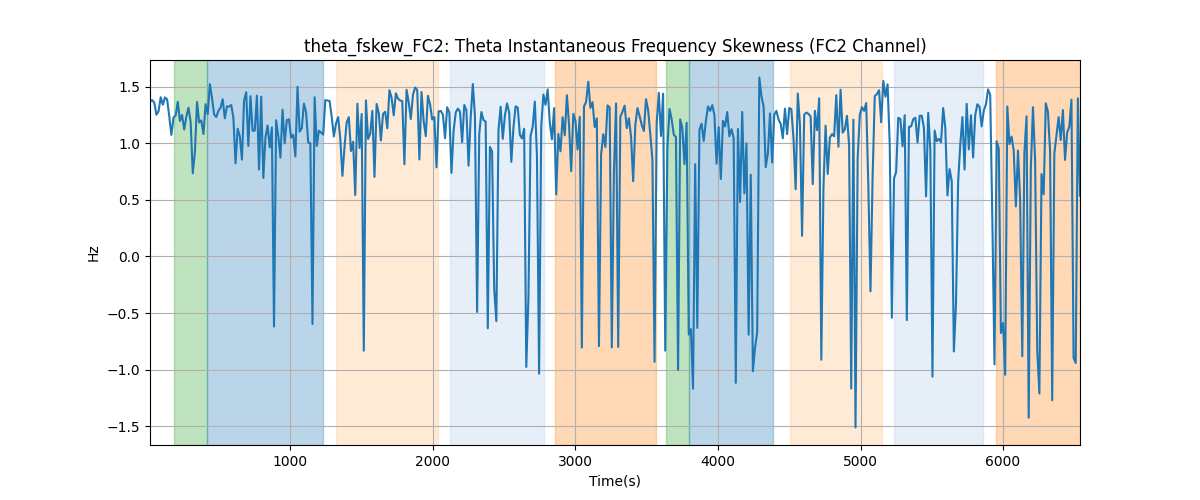 theta_fskew_FC2: Theta Instantaneous Frequency Skewness (FC2 Channel)
1.5
1.0
0.5
0.0
−0.5
−1.0
−1.5
Hz
1000 2000 3000 4000 5000 6000
Time(s)